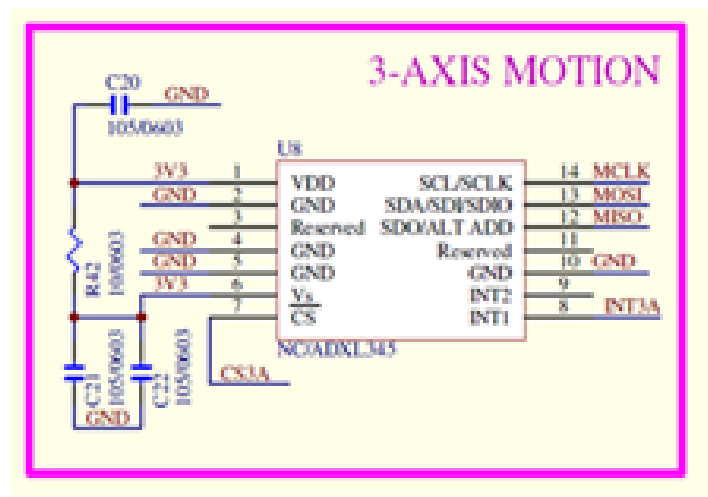 3-AXIS MOTION
C20
GND
105/0603
U8
3V3 1 VDD SCL/SCLK 14 MCLK
GND 2 GND SDA/SDI/SDIO 13 MOSI
3 Reserved SDO/ALT ADD 12 MISO
GND 4 GND Reserved 11
GND 5 GND GND 10 GND
3V3 6 Vs INT2 9
7 CS INT1 8 INT3A
NC/ADXL345
CS3A
R42
10/0603
C21
105/0603
C22
105/0603
GND